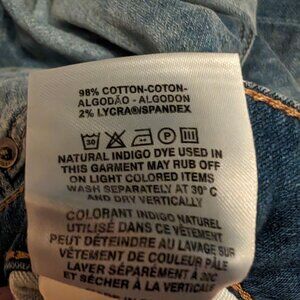 98% COTTON-COTON-
ALGODÃO - ALGODON
2% LYCRA®/SPANDEX
30
NATURAL INDIGO DYE USED IN
THIS GARMENT MAY RUB OFF
ON LIGHT COLORED ITEMS
WASH SEPARATELY AT 30° C
AND DRY VERTICALLY
COLORANT INDIGO NATUREL
UTILISÉ DANS CE VÊTEMENT
PEUT DÉTEINDRE AU LAVAGE SUR
VÊTEMENT DE COULEUR PÂLE
LAVER SÉPARÉMENT À 30C
ET SÉCHER À LA VERTICALE